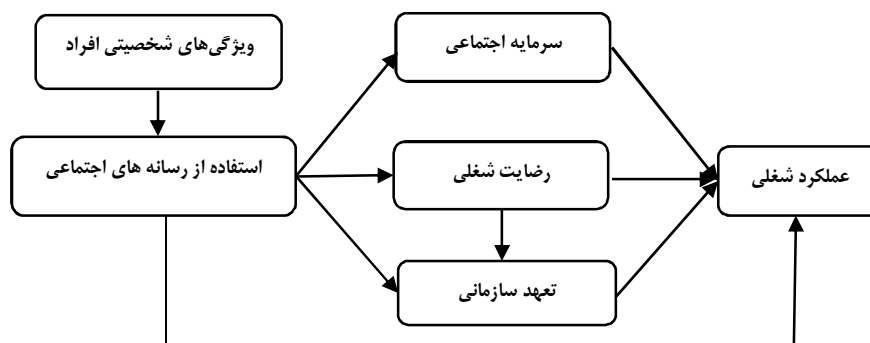 ویژگی‌های شخصیتی افراد
سرمایه اجتماعی
استفاده از رسانه های اجتماعی
رضایت شغلی
عملکرد شغلی
تعهد سازمانی